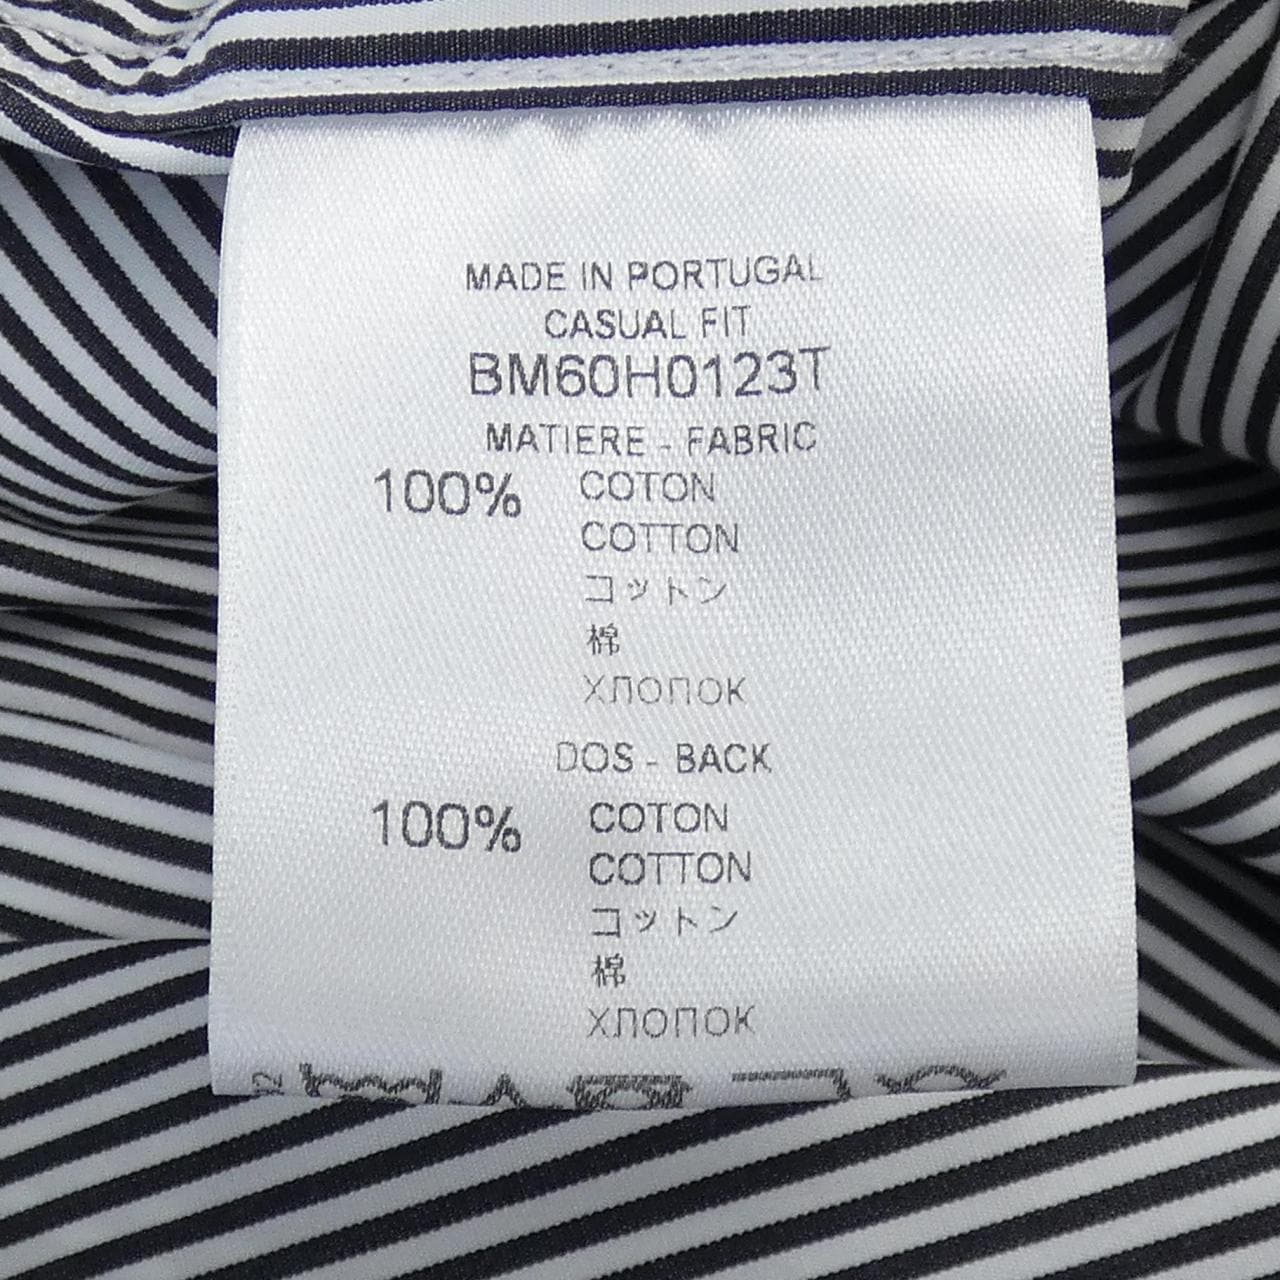 MADE IN PORTUGAL
CASUAL FIT
BM60H0123T
MATIERE - FABRIC
100% COTON
COTTON
コットン
棉
ХЛОПОК
DOS - BACK
100% COTON
COTTON
コットン
棉
ХЛОПОК